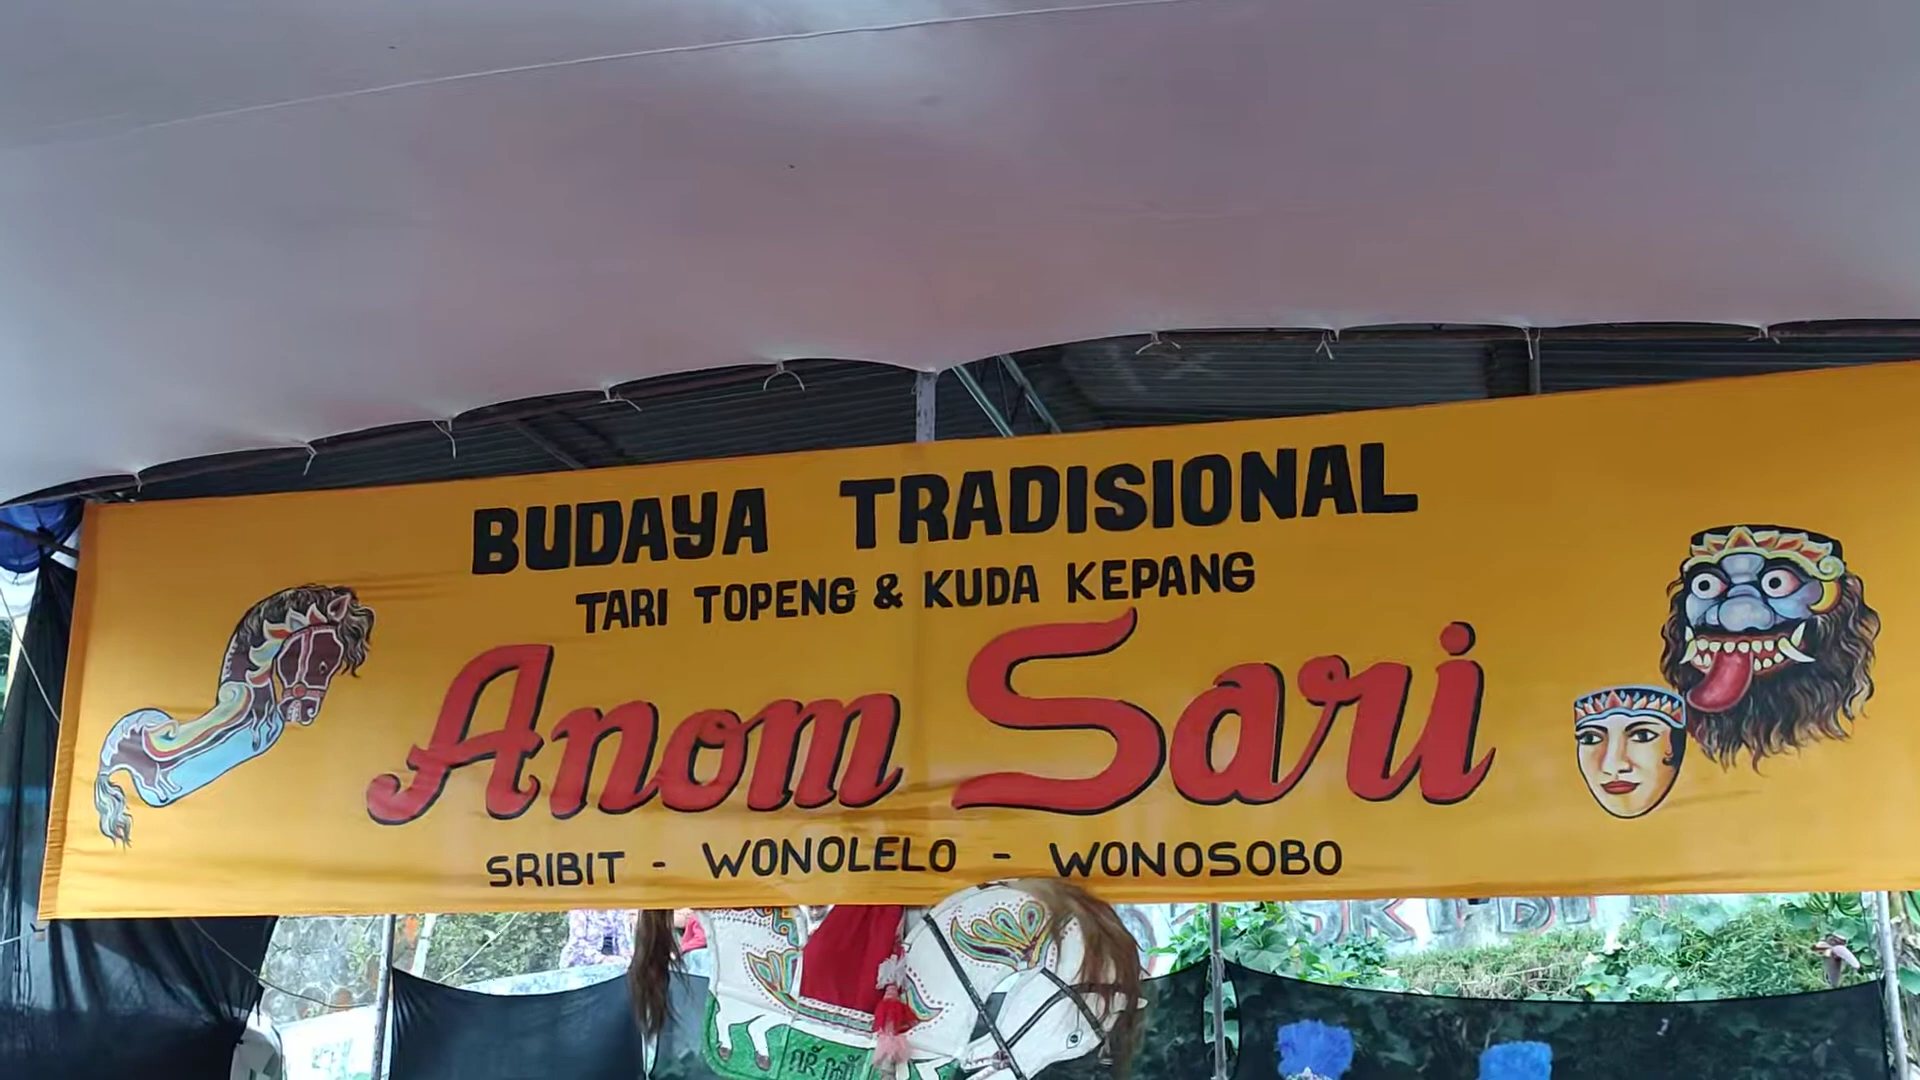 BUDAYA TRADISIONAL
TARI TOPENG & KUDA KEPANG
Anom Sari
SRIBIT - WONOLELO - WONOSOBO